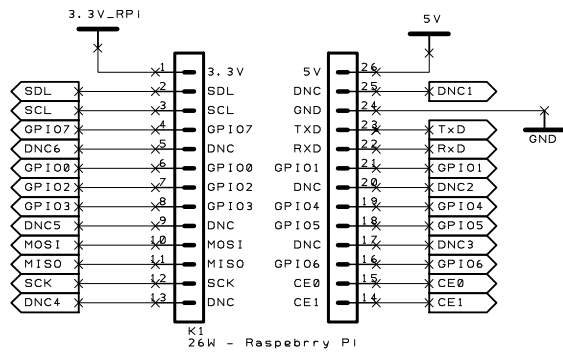 3.3V_RPI
5V
1 3.3V 5V 26
SDL 2 SDL DNC 25 DNC1
SCL 3 SCL GND 24
GND
GPIO7 4 GPIO7 TXD 23 TxD
DNC6 5 DNC RXD 22 RxD
GPIO0 6 GPIO0 GPIO1 21 GPIO1
GPIO2 7 GPIO2 DNC 20 DNC2
GPIO3 8 GPIO3 GPIO4 19 GPIO4
DNC5 9 DNC GPIO5 18 GPIO5
MOSI 10 MOSI DNC 17 DNC3
MISO 11 MISO GPIO6 16 GPIO6
SCK 12 SCK CE0 15 CE0
DNC4 13 DNC CE1 14 CE1
K1
26W - Raspebrry PI